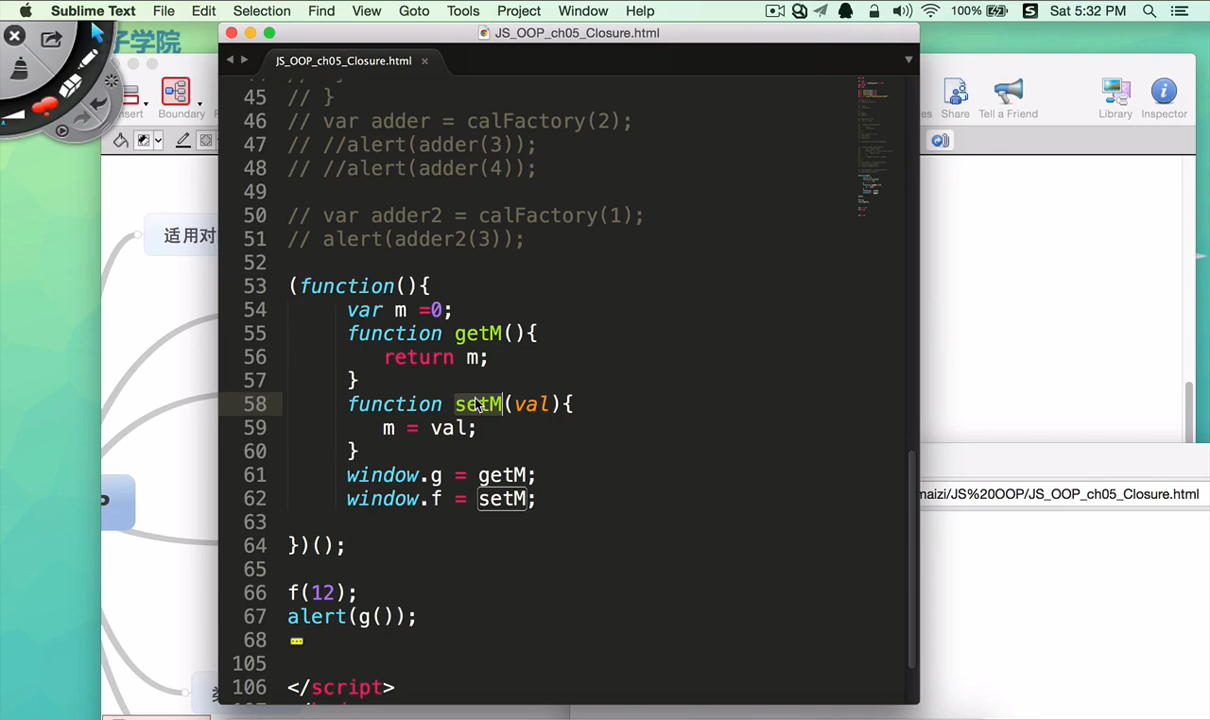 Sublime Text File Edit Selection Find View Goto Tools Project Window Help 100% S Sat 5:32 PM
子学院
JS_OOP_ch05_Closure.html
JS_OOP_ch05_Closure.html ×
Boundary
Share Tell a Friend Library Inspector
适用对
45 // }
46 // var adder = calFactory(2);
47 // //alert(adder(3));
48 // //alert(adder(4));
49
50 // var adder2 = calFactory(1);
51 // alert(adder2(3));
52
53 (function(){
54 var m =0;
55 function getM(){
56 return m;
57 }
58 function setM(val){
59 m = val;
60 }
61 window.g = getM;
62 window.f = setM;
63
64 })();
65
66 f(12);
67 alert(g());
68
105
106 </script>
maizi/JS%20OOP/JS_OOP_ch05_Closure.html